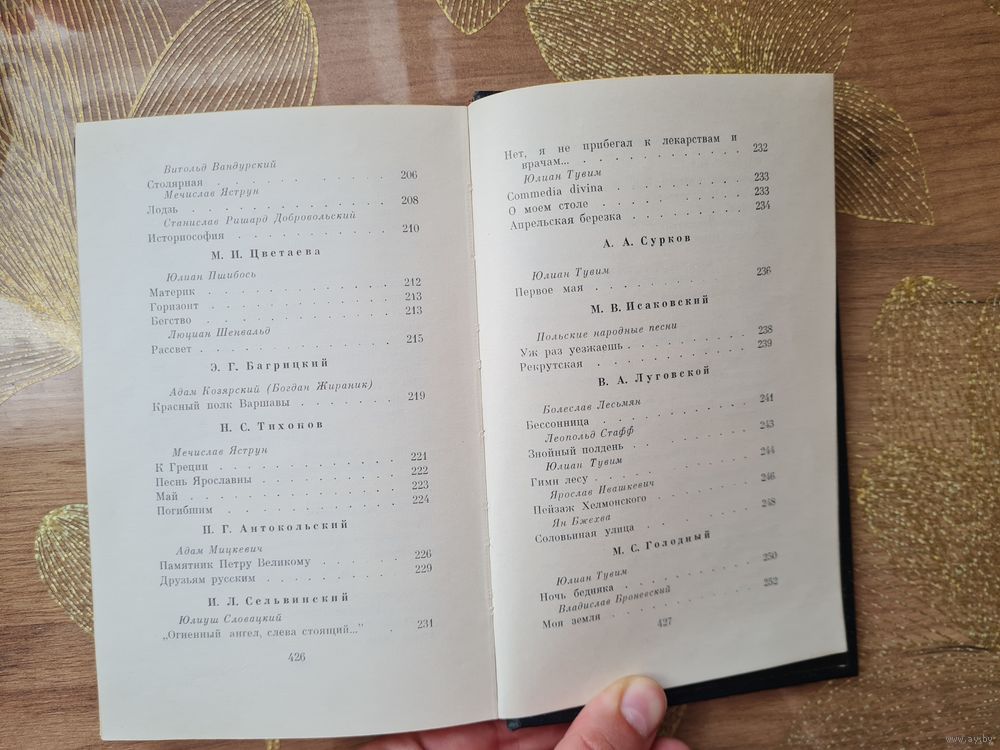 Витольд Вандурский
Столярная . . . . . . . . . . 206
Мечислав Яструн
Лодзь . . . . . . . . . . 208
Станислав Ришард Добровольский
Историософия . . . . . . . . . . 210
М. И. Цветаева
Юлиан Пшибось
Материк . . . . . . . . . . 212
Горизонт . . . . . . . . . . 213
Бегство . . . . . . . . . . 213
Люциан Шенвальд
Рассвет . . . . . . . . . . 215
Э. Г. Багрицкий
Адам Козярский (Богдан Жираник)
Красный полк Варшавы . . . . . . 219
Н. С. Тихонов
Мечислав Яструн
К Греции . . . . . . . . . . 221
Песнь Ярославны . . . . . . . . 222
Май . . . . . . . . . . 223
Погибшим . . . . . . . . . . 224
П. Г. Антокольский
Адам Мицкевич
Памятник Петру Великому . . . . . 226
Друзьям русским . . . . . . . . 229
И. Л. Сельвинский
Юлиуш Словацкий
„Огненный ангел, слева стоящий...” . 231
426
Нет, я не прибегал к лекарствам и
врачам... . . . . . . . . . . 232
Юлиан Тувим
Commedia divina . . . . . . . . 233
О моем столе . . . . . . . . . 233
Апрельская березка . . . . . . . 234
А. А. Сурков
Юлиан Тувим
Первое мая . . . . . . . . . . 236
М. В. Исаковский
Польские народные песни
Уж раз уезжаешь . . . . . . . . 238
Рекрутская . . . . . . . . . . 239
В. А. Луговской
Болеслав Лесьмян
Бессонница . . . . . . . . . . 241
Леопольд Стафф
Знойный полдень . . . . . . . . 243
Юлиан Тувим
Гимн лесу . . . . . . . . . . 244
Ярослав Ивашкевич
Пейзаж Хелмонского . . . . . . . 246
Ян Бжехва
Соловьиная улица . . . . . . . . 248
М. С. Голодный
Юлиан Тувим
Ночь бедняка . . . . . . . . . 250
Владислав Броневский
Моя земля . . . . . . . . . . 252
427
www.ay.by